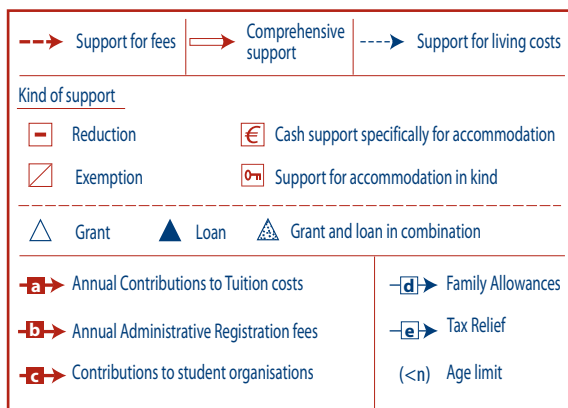 Support for fees
Comprehensive
support
Support for living costs
Kind of support
Reduction
€ Cash support specifically for accommodation
Exemption
Support for accommodation in kind
Grant
Loan
Grant and loan in combination
a Annual Contributions to Tuition costs
d Family Allowances
b Annual Administrative Registration fees
e Tax Relief
c Contributions to student organisations
(<n) Age limit